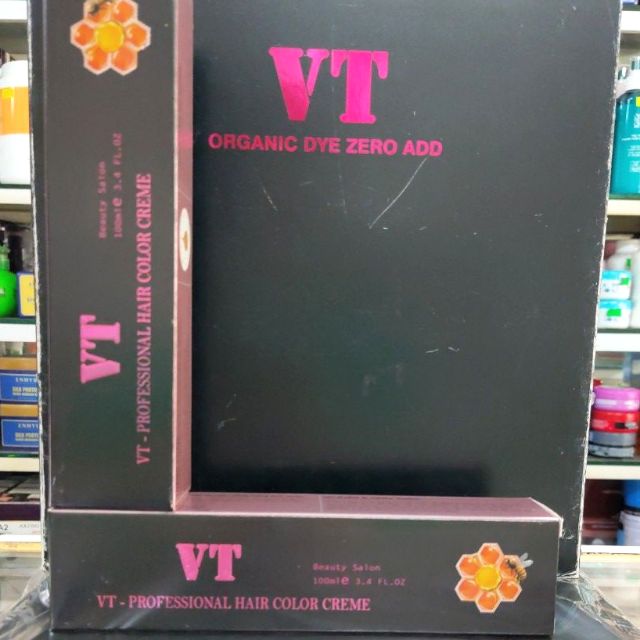 VT
ORGANIC DYE ZERO ADD
Beauty Salon
100ml e 3.4 FL.OZ
VT
VT - PROFESSIONAL HAIR COLOR CREME
VT
Beauty Salon
100ml e 3.4 FL.OZ
VT - PROFESSIONAL HAIR COLOR CREME